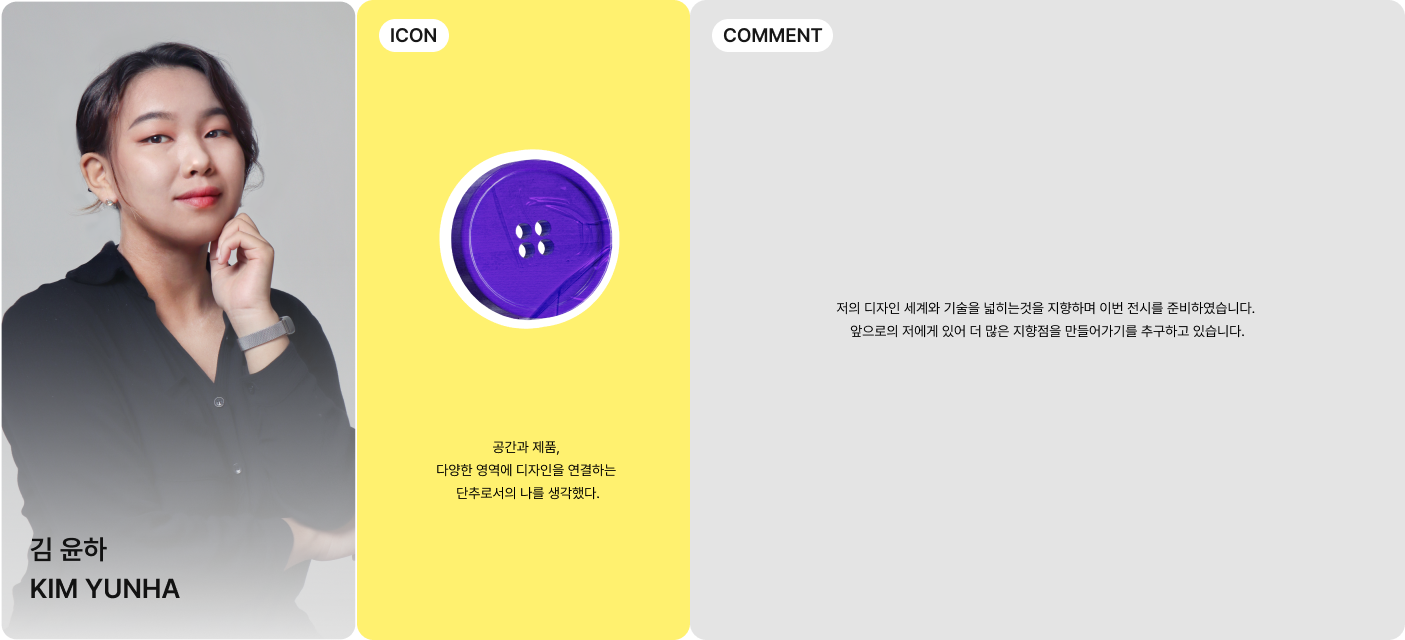 김 윤하
KIM YUNHA
ICON
공간과 제품,
다양한 영역에 디자인을 연결하는
단추로서의 나를 생각했다.
COMMENT
저의 디자인 세계와 기술을 넓히는것을 지향하며 이번 전시를 준비하였습니다.
앞으로의 저에게 있어 더 많은 지향점을 만들어가기를 추구하고 있습니다.